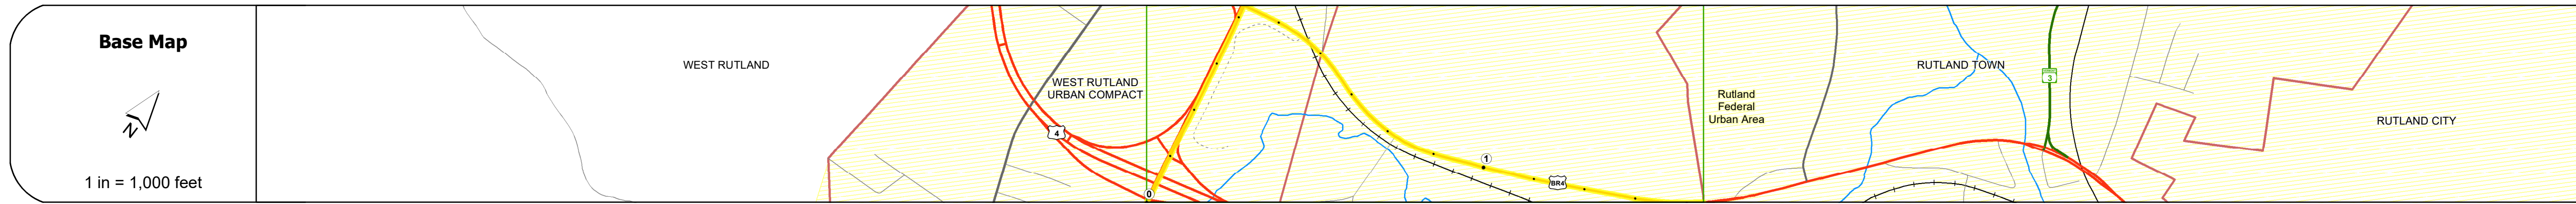 Base Map
N
1 in = 1,000 feet
WEST RUTLAND
WEST RUTLAND
URBAN COMPACT
4
0
1
BR4
Rutland
Federal
Urban Area
RUTLAND TOWN
3
RUTLAND CITY